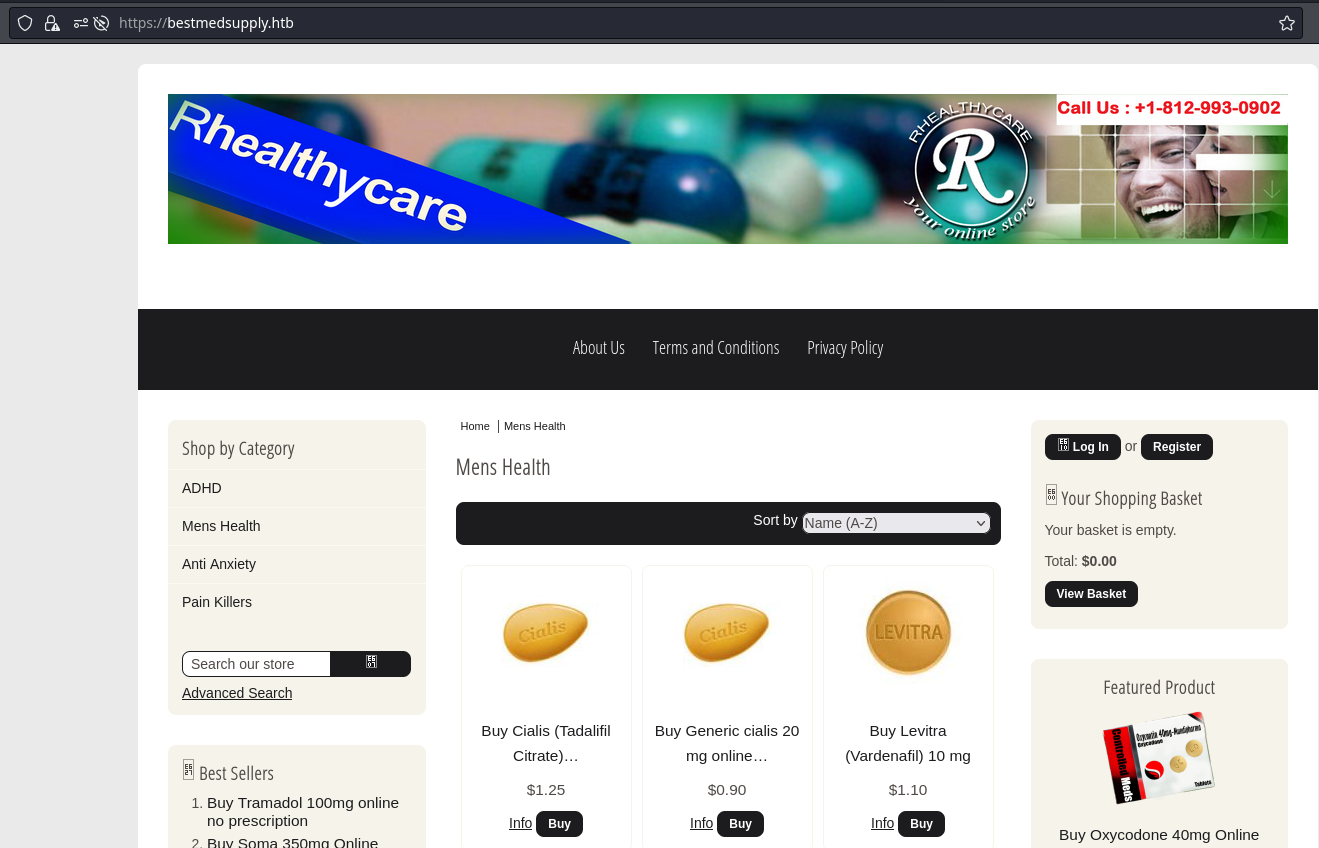 https://bestmedsupply.htb
Rhealthycare
RHEALTHYCARE
R
your online store
Call Us : +1-812-993-0902
About Us
Terms and Conditions
Privacy Policy
Shop by Category
ADHD
Mens Health
Anti Anxiety
Pain Killers
Search our store
Advanced Search
Best Sellers
1. Buy Tramadol 100mg online
no prescription
2. Buy Soma 350mg Online
Home
Mens Health
Mens Health
Sort by
Name (A-Z)
Cialis
Buy Cialis (Tadalifil
Citrate)…
$1.25
Info
Buy
Cialis
Buy Generic cialis 20
mg online…
$0.90
Info
Buy
LEVITRA
Buy Levitra
(Vardenafil) 10 mg
$1.10
Info
Buy
Log In
or
Register
Your Shopping Basket
Your basket is empty.
Total: $0.00
View Basket
Featured Product
Controlled Meds
Oxycodone
Tablets
Buy Oxycodone 40mg Online